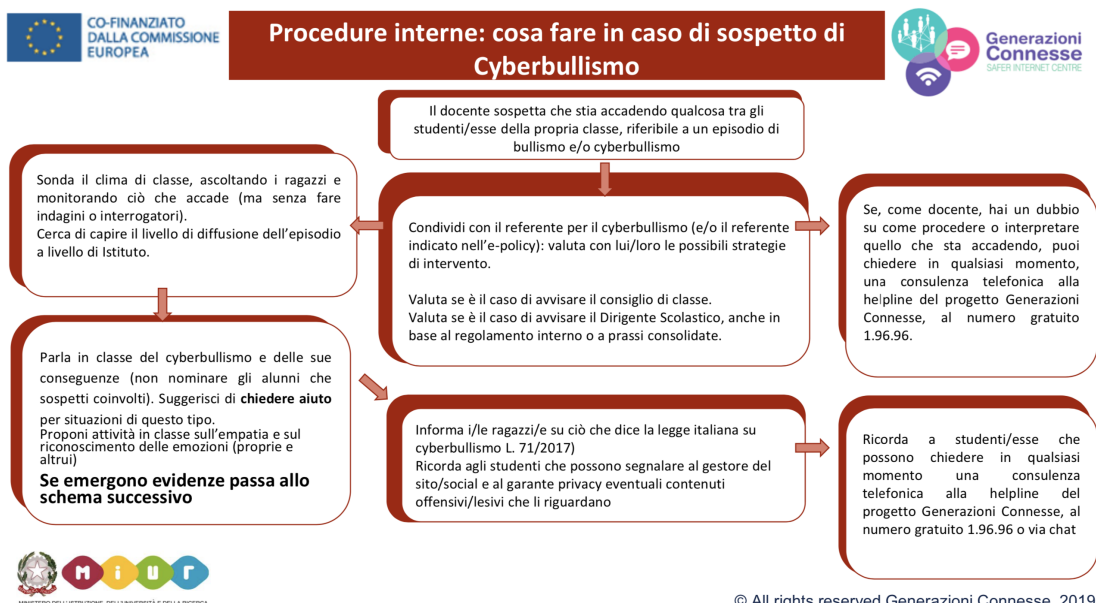 CO-FINANZIATO
DALLA COMMISSIONE
EUROPEA
Procedure interne: cosa fare in caso di sospetto di
Cyberbullismo
Generazioni
Connesse
SAFER INTERNET CENTRE
Il docente sospetta che stia accadendo qualcosa tra gli
studenti/esse della propria classe, riferibile a un episodio di
bullismo e/o cyberbullismo
Sonda il clima di classe, ascoltando i ragazzi e
monitorando ciò che accade (ma senza fare
indagini o interrogatori).
Cerca di capire il livello di diffusione dell'episodio
a livello di Istituto.
Condividi con il referente per il cyberbullismo (e/o il referente
indicato nell'e-policy): valuta con lui/loro le possibili strategie
di intervento.
Valuta se è il caso di avvisare il consiglio di classe.
Valuta se è il caso di avvisare il Dirigente Scolastico, anche in
base al regolamento interno o a prassi consolidate.
Se, come docente, hai un dubbio
su come procedere o interpretare
quello che sta accadendo, puoi
chiedere in qualsiasi momento,
una consulenza telefonica alla
helpline del progetto Generazioni
Connesse, al numero gratuito
1.96.96.
Parla in classe del cyberbullismo e delle sue
conseguenze (non nominare gli alunni che
sospetti coinvolti). Suggerisci di chiedere aiuto
per situazioni di questo tipo.
Proponi attività in classe sull'empatia e sul
riconoscimento delle emozioni (proprie e
altrui)
Se emergono evidenze passa allo
schema successivo
Informa i/le ragazzi/e su ciò che dice la legge italiana su
cyberbullismo L. 71/2017)
Ricorda agli studenti che possono segnalare al gestore del
sito/social e al garante privacy eventuali contenuti
offensivi/lesivi che li riguardano
Ricorda a studenti/esse che
possono chiedere in qualsiasi
momento una consulenza
telefonica alla helpline del
progetto Generazioni Connesse, al
numero gratuito 1.96.96 o via chat
miur
MINISTERO DELL'ISTRUZIONE, DELL'UNIVERSITÀ E DELLA RICERCA
© All rights reserved Generazioni Connesse, 2019